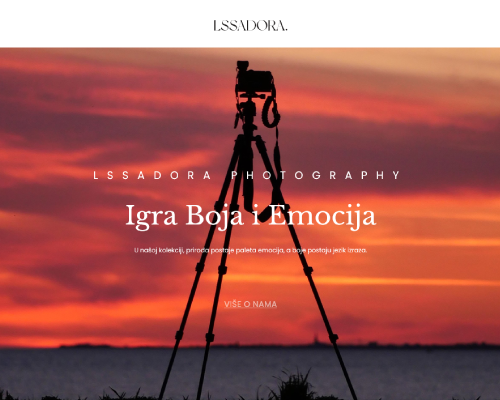 LSSADORA.
LSSADORA PHOTOGRAPHY
Igra Boja i Emocija
U našoj kolekciji, priroda postaje paleta emocija, a boje postaju jezik izraza.
VIŠE O NAMA